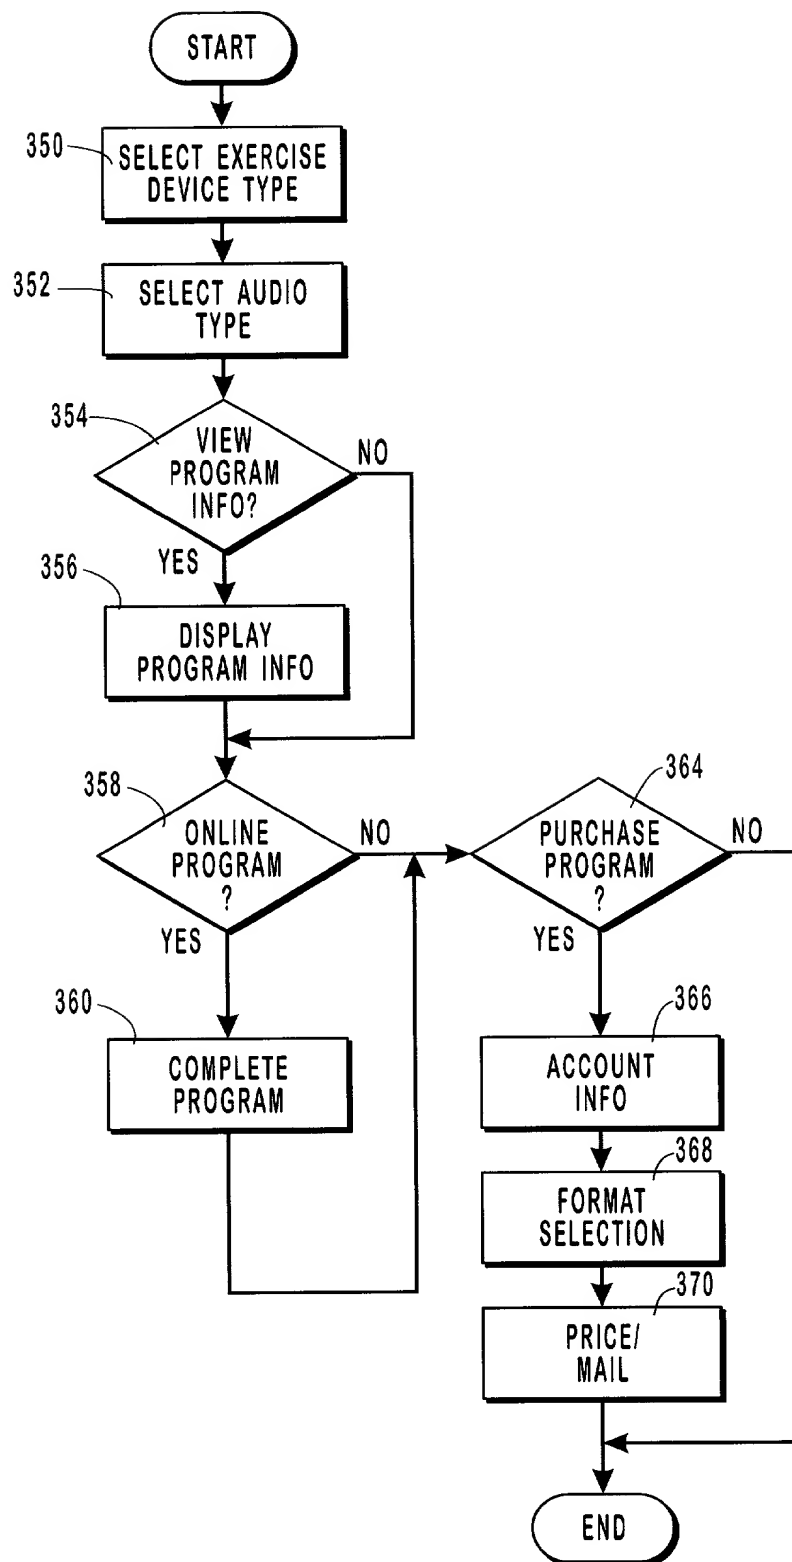 START
350
SELECT EXERCISE
DEVICE TYPE
352
SELECT AUDIO
TYPE
354
VIEW
PROGRAM
INFO?
NO
YES
356
DISPLAY
PROGRAM INFO
358
ONLINE
PROGRAM
?
NO
YES
360
COMPLETE
PROGRAM
364
PURCHASE
PROGRAM
?
NO
YES
366
ACCOUNT
INFO
368
FORMAT
SELECTION
370
PRICE/
MAIL
END